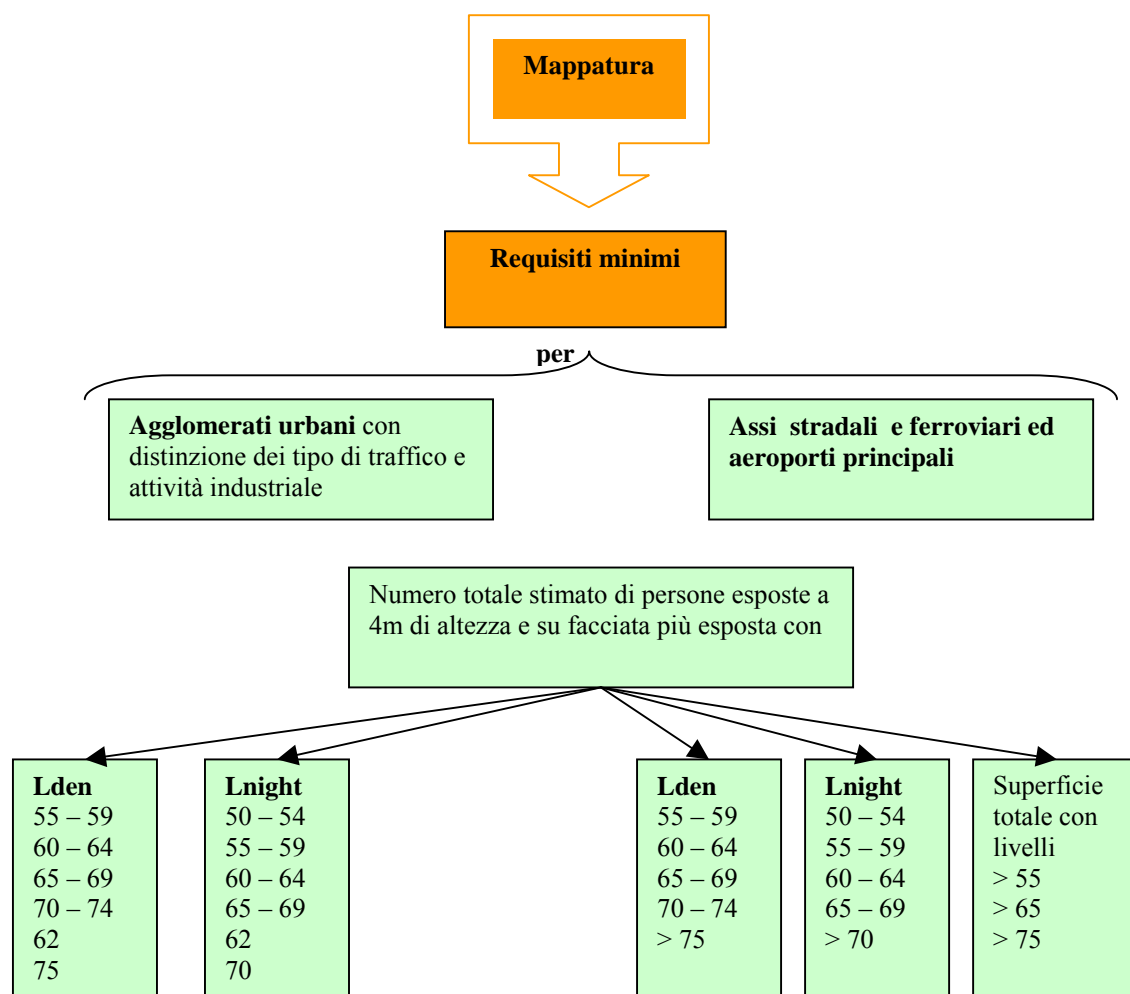 Mappatura
Requisiti minimi
per
Agglomerati urbani con
distinzione dei tipo di traffico e
attività industriale
Assi stradali e ferroviari ed
aeroporti principali
Numero totale stimato di persone esposte a
4m di altezza e su facciata più esposta con
Lden
55 – 59
60 – 64
65 – 69
70 – 74
62
75
Lnight
50 – 54
55 – 59
60 – 64
65 – 69
62
70
Lden
55 – 59
60 – 64
65 – 69
70 – 74
> 75
Lnight
50 – 54
55 – 59
60 – 64
65 – 69
> 70
Superficie
totale con
livelli
> 55
> 65
> 75